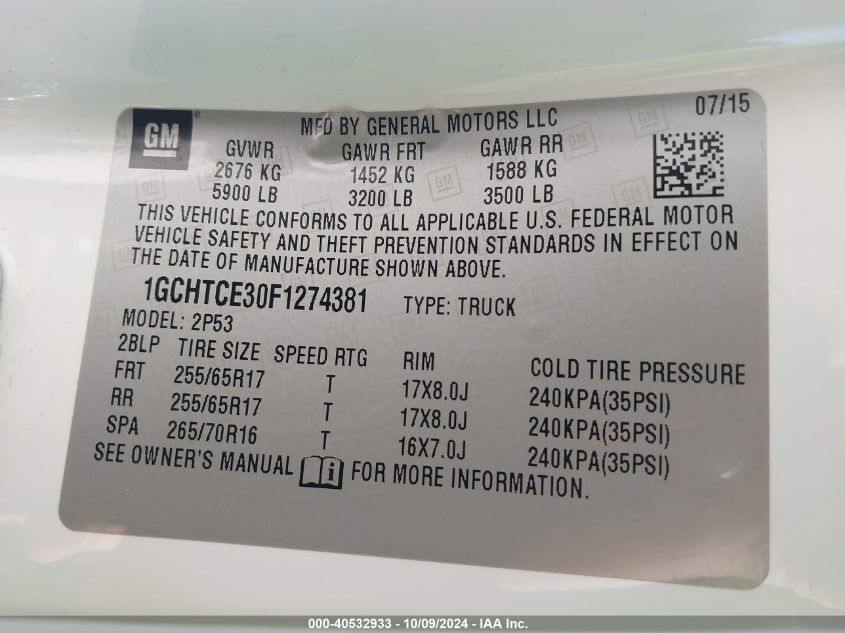 GM ® MFD BY GENERAL MOTORS LLC 07/15
GVWR GAWR FRT GAWR RR
2676 KG 1452 KG 1588 KG
5900 LB 3200 LB 3500 LB
THIS VEHICLE CONFORMS TO ALL APPLICABLE U.S. FEDERAL MOTOR
VEHICLE SAFETY AND THEFT PREVENTION STANDARDS IN EFFECT ON
THE DATE OF MANUFACTURE SHOWN ABOVE.
1GCHTCE30F1274381 TYPE: TRUCK
MODEL: 2P53
2BLP TIRE SIZE SPEED RTG RIM COLD TIRE PRESSURE
FRT 255/65R17 T 17X8.0J 240KPA(35PSI)
RR 255/65R17 T 17X8.0J 240KPA(35PSI)
SPA 265/70R16 T 16X7.0J 240KPA(35PSI)
SEE OWNER'S MANUAL i FOR MORE INFORMATION.
000-40532933 - 10/09/2024 - IAA Inc.